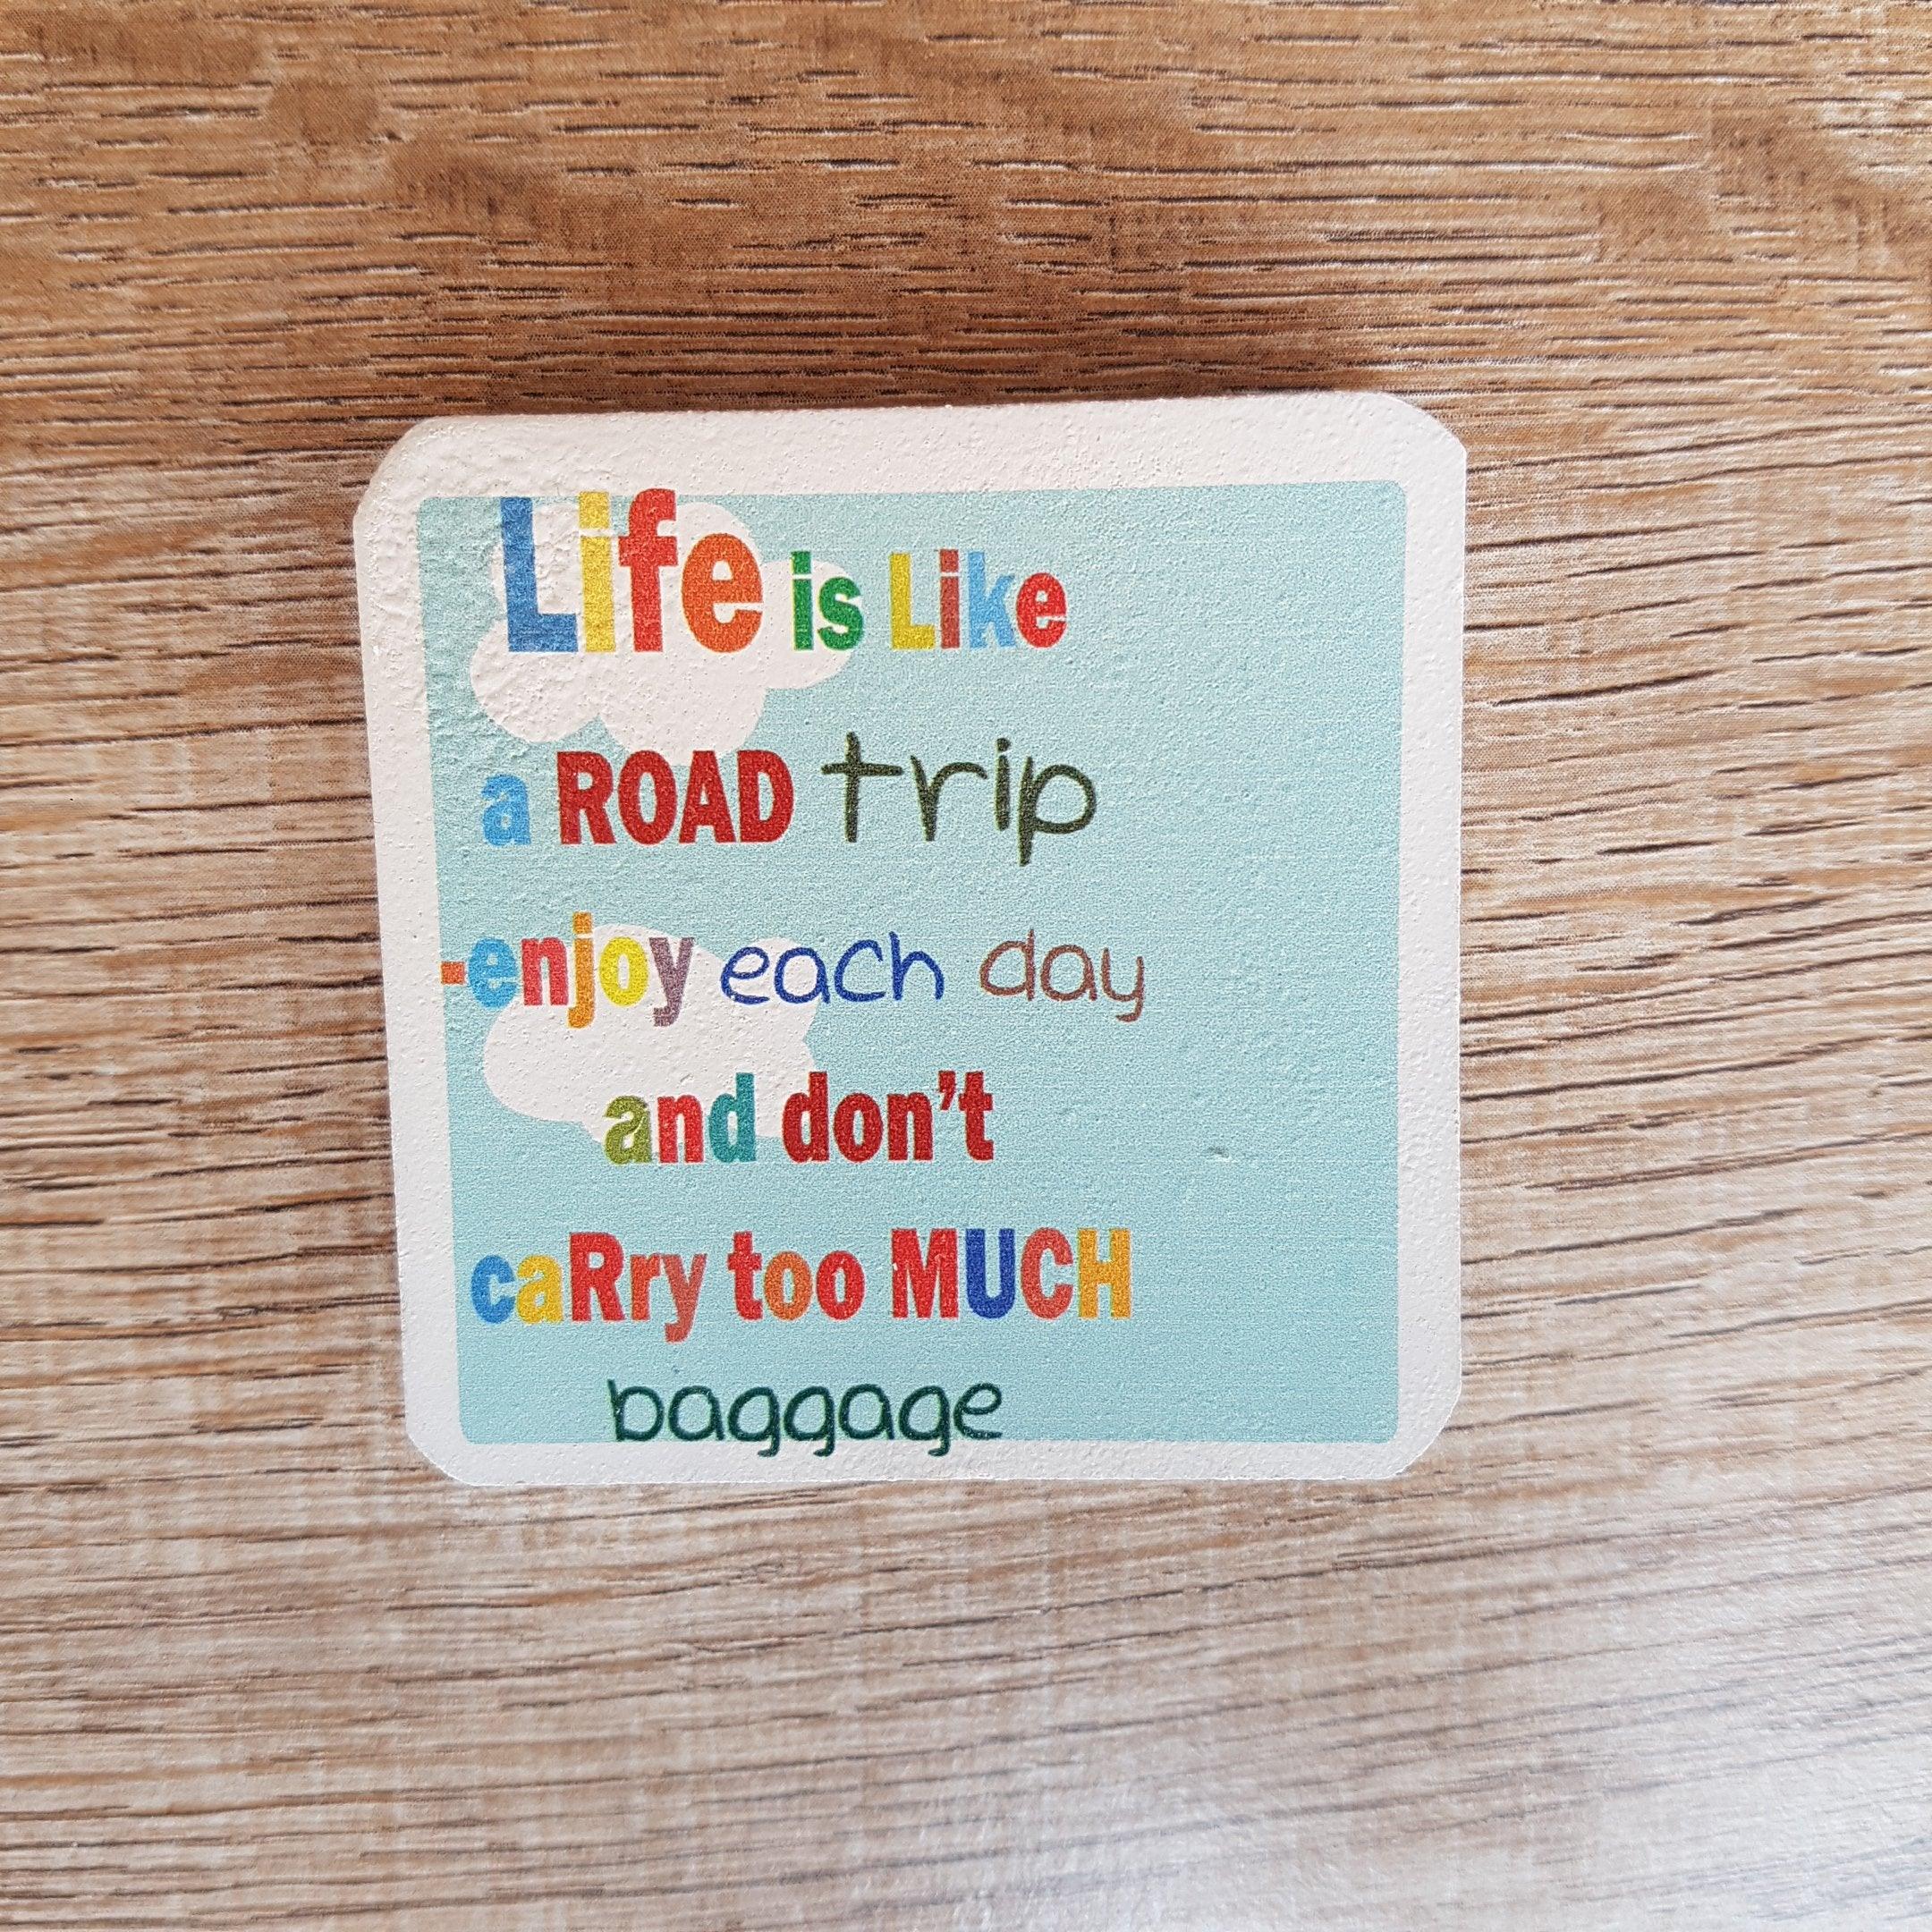 Life is Like
a ROAD trip
-enjoy each day
and don't
caRry too MUCH
baggage